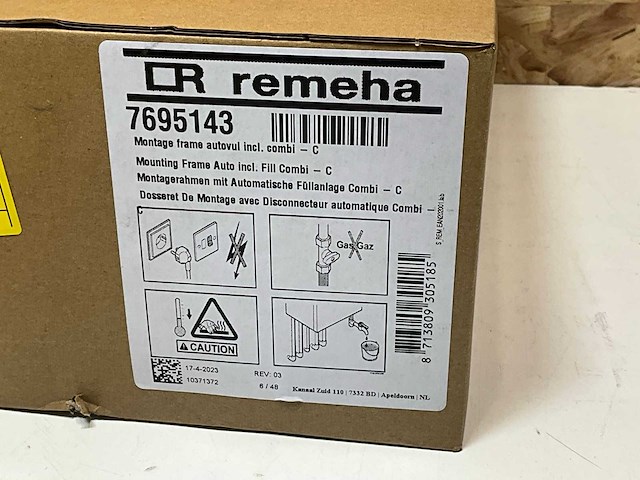 remeha
7695143
Montage frame autovul incl. combi - C
Mounting Frame Auto incl. Fill Combi - C
Montagerahmen mit Automatische Füllanlage Combi - C
Dosseret De Montage avec Disconnecteur automatique Combi
Gas
Gaz
CAUTION
17-4-2023
10371372
REV: 03
6 / 48
Kanaal Zuid 110 | 7332 BD | Apeldoorn | NL
8 713809 305185